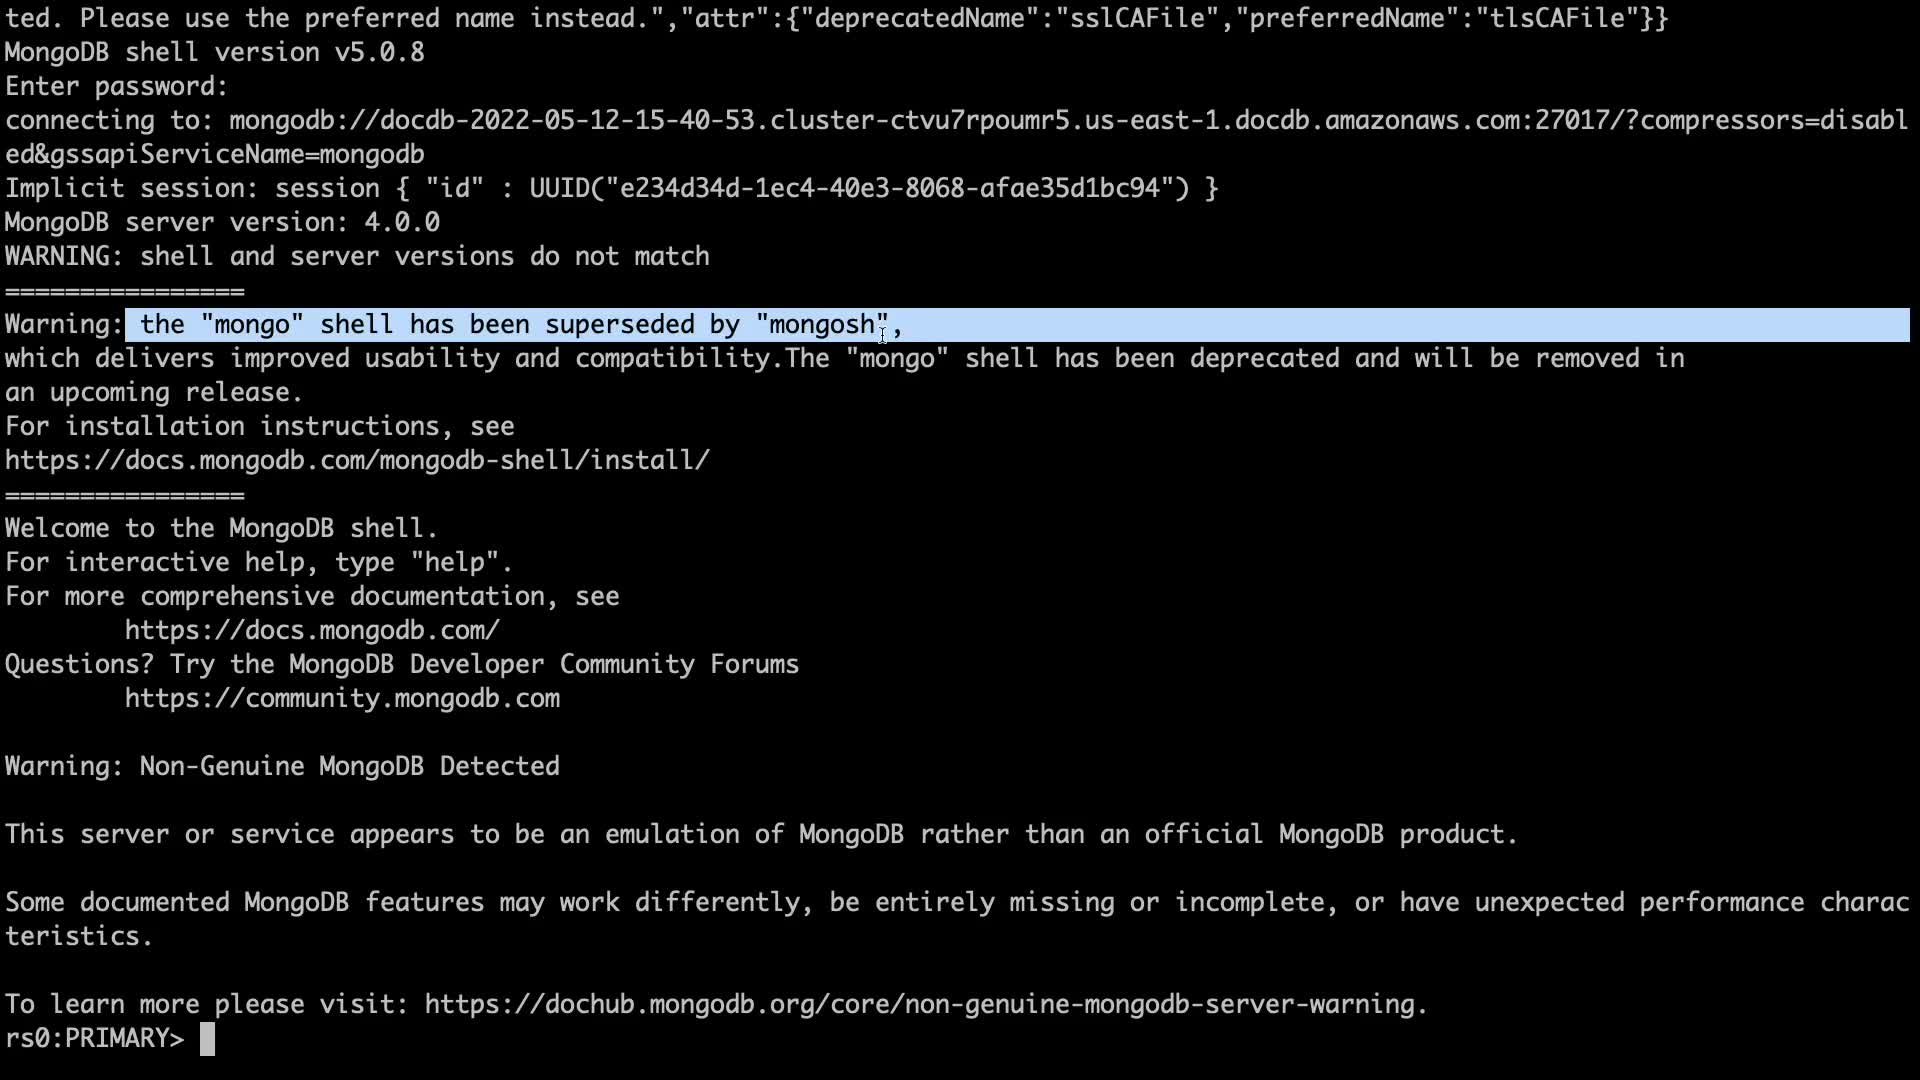 ted. Please use the preferred name instead.","attr":{"deprecatedName":"sslCAFile","preferredName":"tlsCAFile"}}
MongoDB shell version v5.0.8
Enter password:
connecting to: mongodb://docdb-2022-05-12-15-40-53.cluster-ctvu7rpoumr5.us-east-1.docdb.amazonaws.com:27017/?compressors=disabl
ed&gssapiServiceName=mongodb
Implicit session: session { "id" : UUID("e234d34d-1ec4-40e3-8068-afae35d1bc94") }
MongoDB server version: 4.0.0
WARNING: shell and server versions do not match
================
Warning: the "mongo" shell has been superseded by "mongosh",
which delivers improved usability and compatibility.The "mongo" shell has been deprecated and will be removed in
an upcoming release.
For installation instructions, see
https://docs.mongodb.com/mongodb-shell/install/
================
Welcome to the MongoDB shell.
For interactive help, type "help".
For more comprehensive documentation, see
https://docs.mongodb.com/
Questions? Try the MongoDB Developer Community Forums
https://community.mongodb.com
Warning: Non-Genuine MongoDB Detected
This server or service appears to be an emulation of MongoDB rather than an official MongoDB product.
Some documented MongoDB features may work differently, be entirely missing or incomplete, or have unexpected performance charac
teristics.
To learn more please visit: https://dochub.mongodb.org/core/non-genuine-mongodb-server-warning.
rs0:PRIMARY>